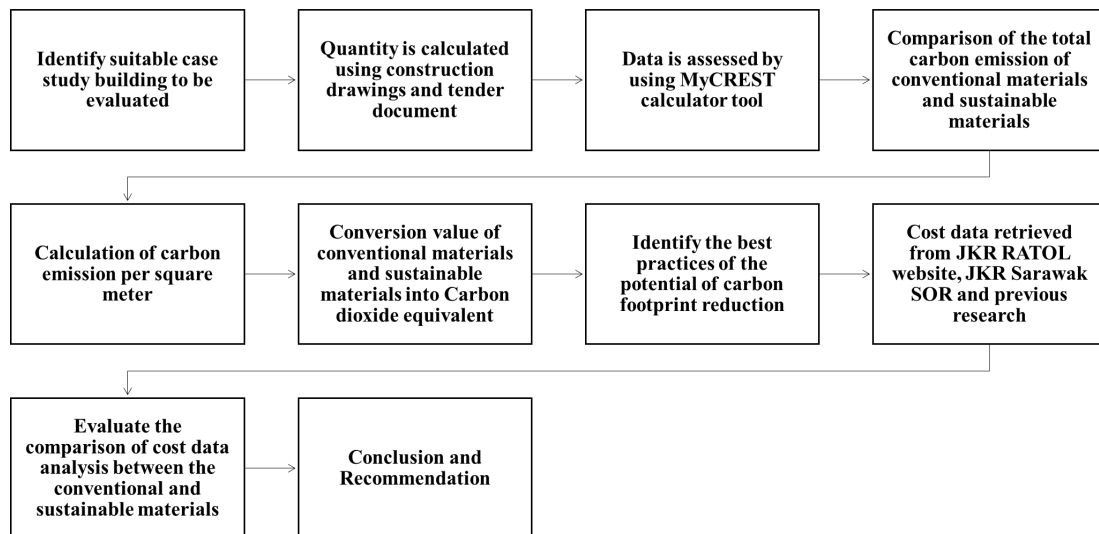 Identify suitable case
study building to be
evaluated
Quantity is calculated
using construction
drawings and tender
document
Data is assessed by
using MyCREST
calculator tool
Comparison of the total
carbon emission of
conventional materials
and sustainable
materials
Calculation of carbon
emission per square
meter
Conversion value of
conventional materials
and sustainable
materials into Carbon
dioxide equivalent
Identify the best
practices of the
potential of carbon
footprint reduction
Cost data retrieved
from JKR RATOL
website, JKR Sarawak
SOR and previous
research
Evaluate the
comparison of cost data
analysis between the
conventional and
sustainable materials
Conclusion and
Recommendation